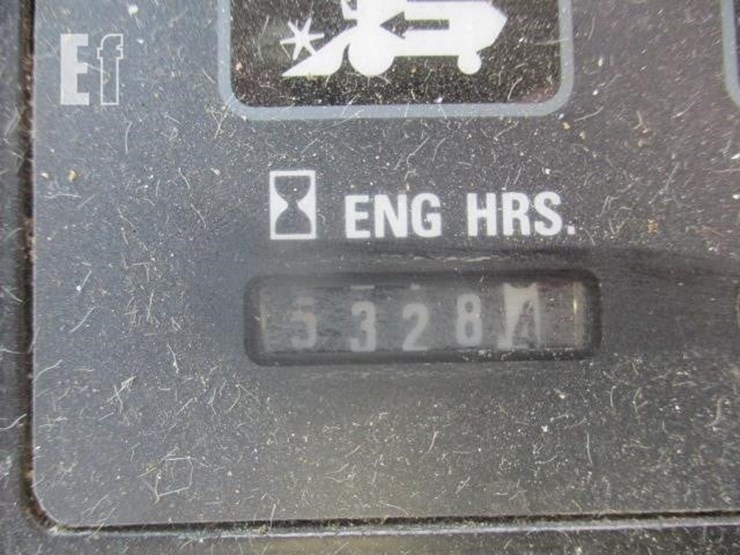 Ef
ENG HRS.
5328